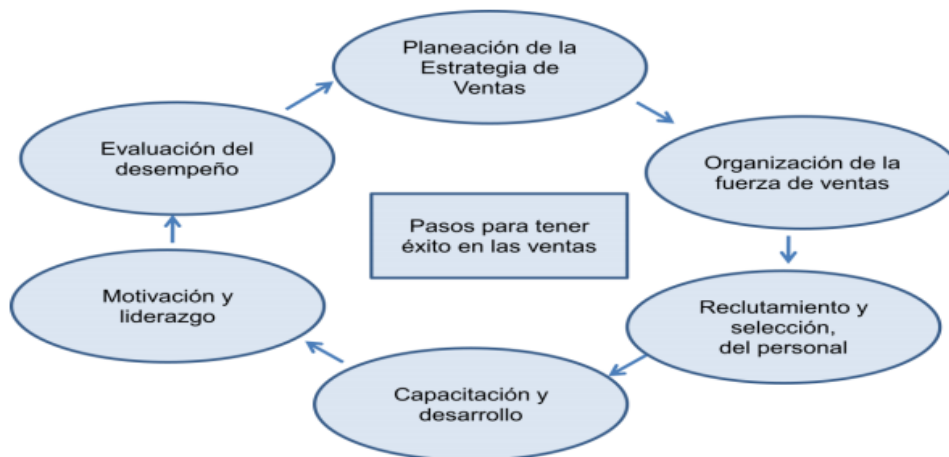 Planeación de la
Estrategia de
Ventas
Organización de la
fuerza de ventas
Reclutamiento y
selección,
del personal
Capacitación y
desarrollo
Motivación y
liderazgo
Evaluación del
desempeño
Pasos para tener
éxito en las ventas